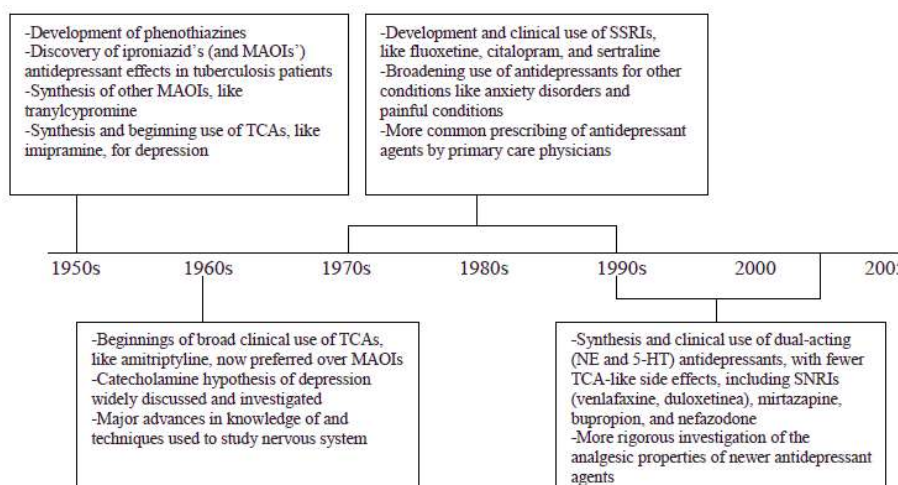 -Development of phenothiazines
-Discovery of iproniazid's (and MAOIs')
antidepressant effects in tuberculosis patients
-Synthesis of other MAOIs, like
tranylcypromine
-Synthesis and beginning use of TCAs, like
imipramine, for depression
-Development and clinical use of SSRIs,
like fluoxetine, citalopram, and sertraline
-Broadening use of antidepressants for other
conditions like anxiety disorders and
painful conditions
-More common prescribing of antidepressant
agents by primary care physicians
1950s 1960s 1970s 1980s 1990s 2000 2005
-Beginnings of broad clinical use of TCAs,
like amitriptyline, now preferred over MAOIs
-Catecholamine hypothesis of depression
widely discussed and investigated
-Major advances in knowledge of and
techniques used to study nervous system
-Synthesis and clinical use of dual-acting
(NE and 5-HT) antidepressants, with fewer
TCA-like side effects, including SNRIs
(venlafaxine, duloxetinea), mirtazapine,
bupropion, and nefazodone
-More rigorous investigation of the
analgesic properties of newer antidepressant
agents